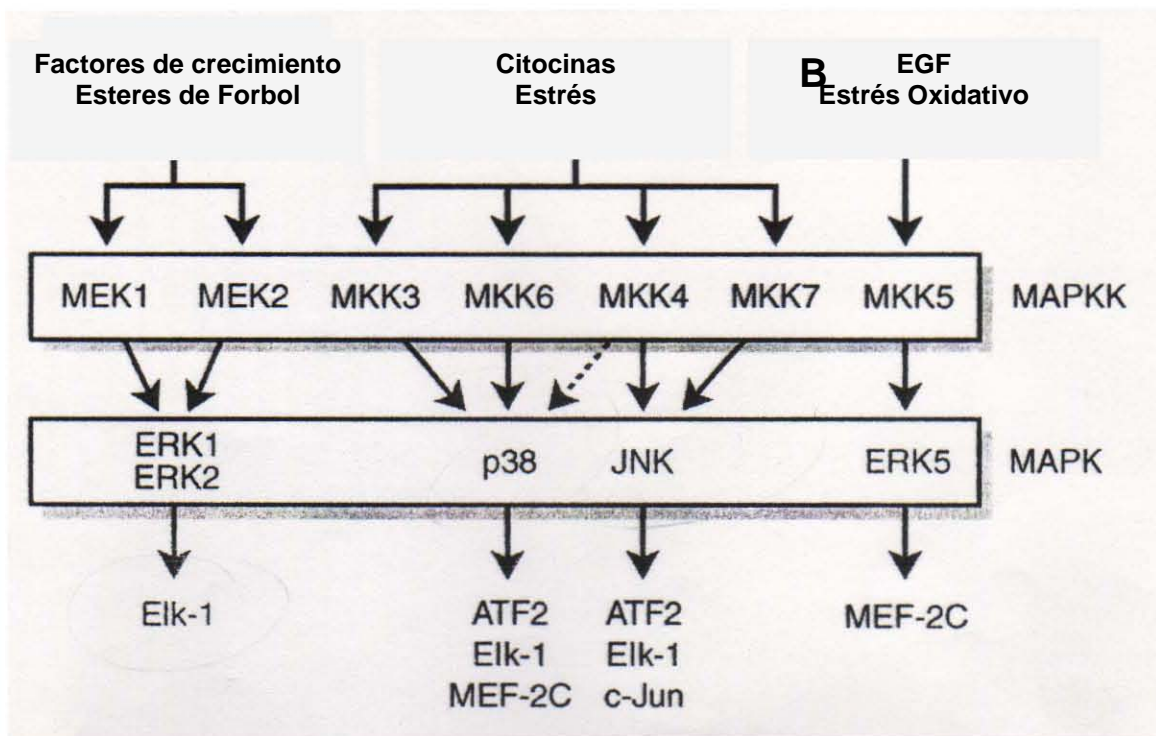 Factores de crecimiento
Esteres de Forbol
Citocinas
Estrés
B
EGF
Estrés Oxidativo
MEK1 MEK2 MKK3 MKK6 MKK4 MKK7 MKK5 MAPKK
ERK1
ERK2
p38 JNK ERK5 MAPK
Elk-1
ATF2
Elk-1
MEF-2C
ATF2
Elk-1
c-Jun
MEF-2C